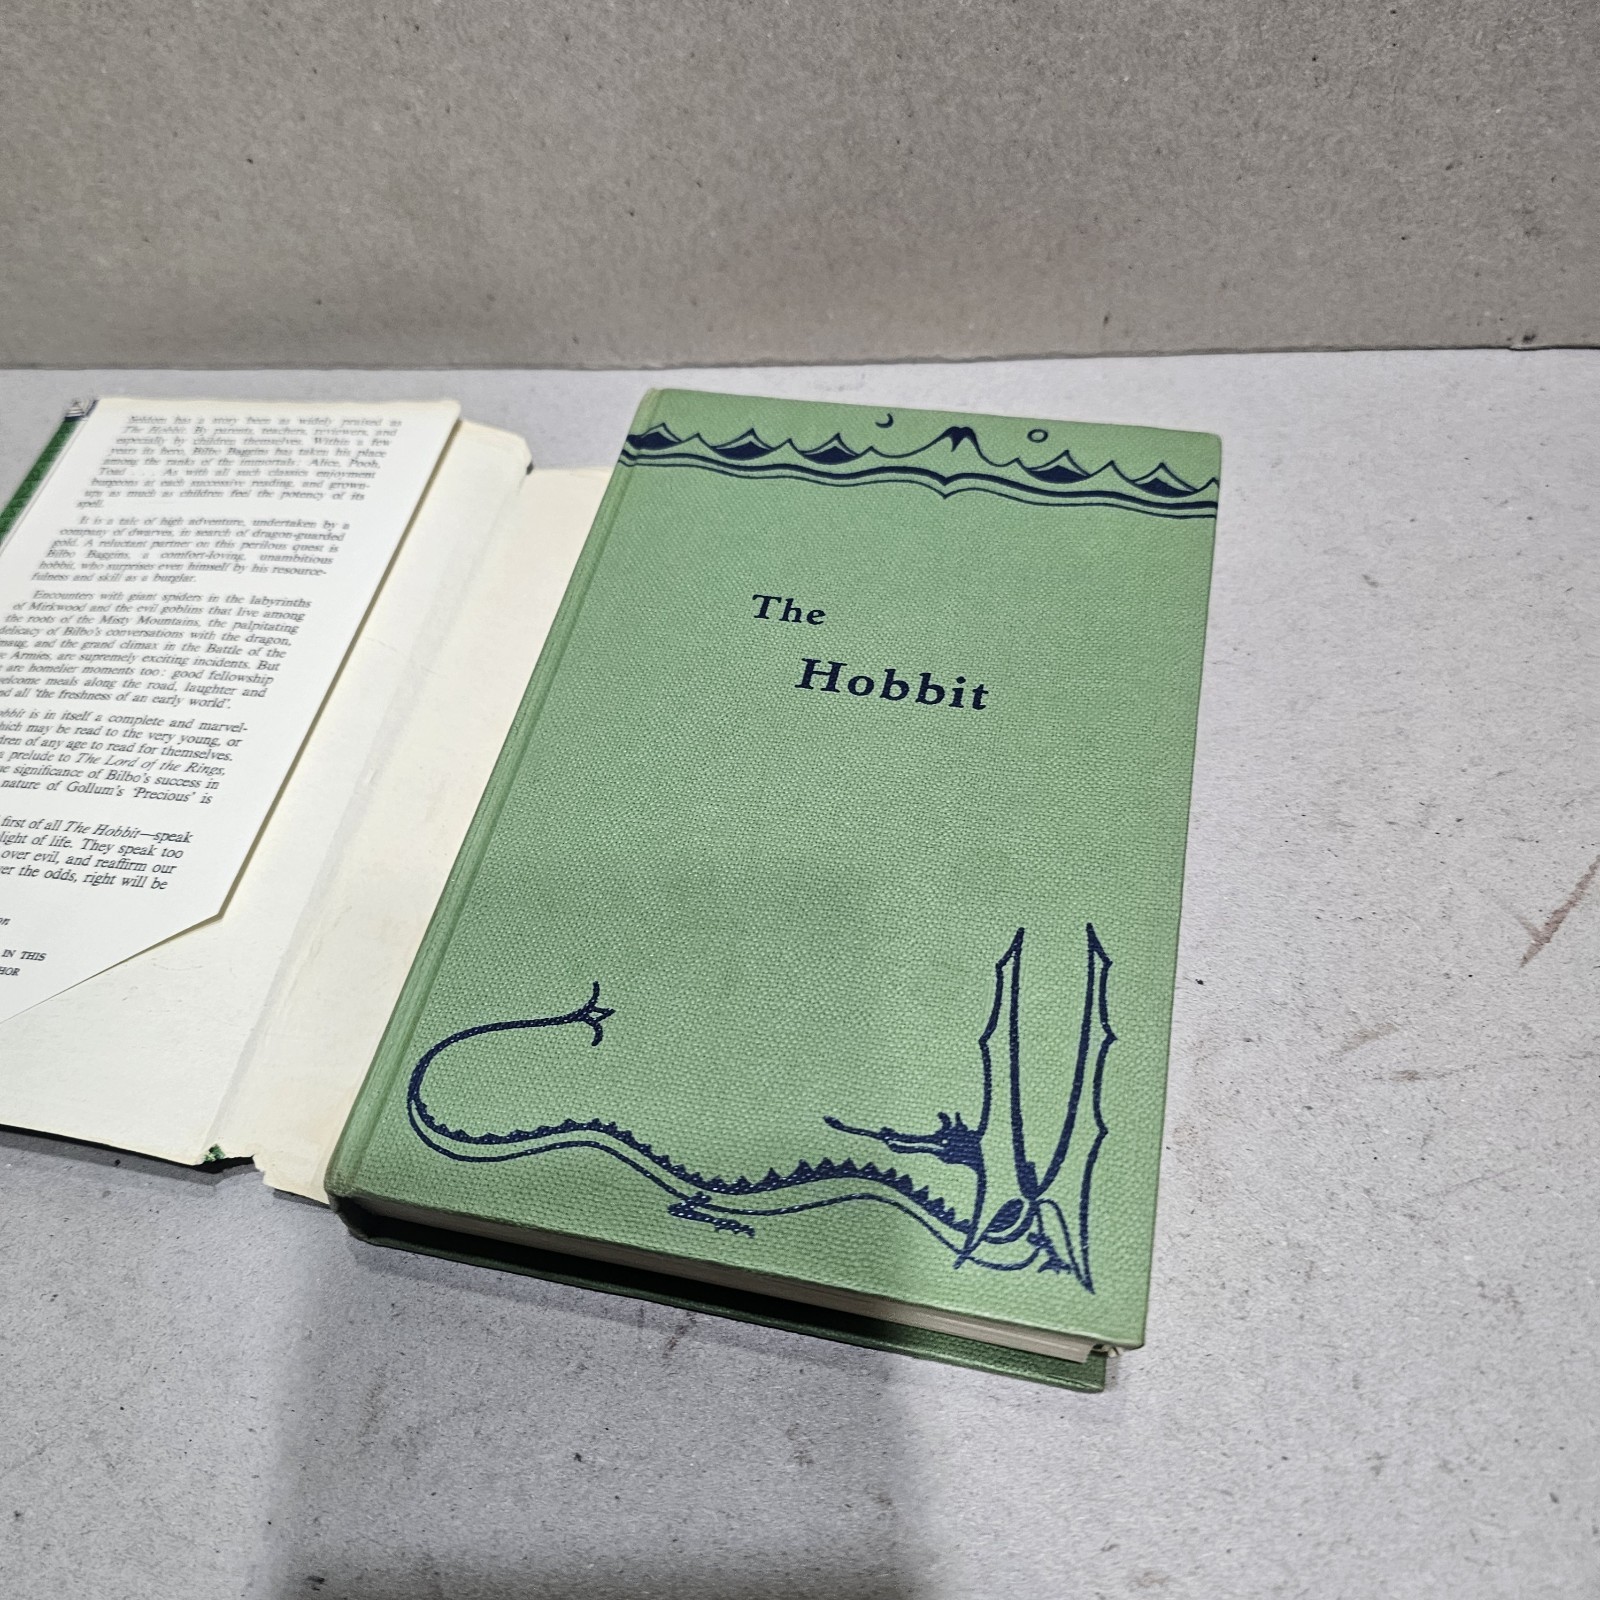 Seldom has a story been as widely praised as
The Hobbit. By parents, teachers, reviewers, and
especially by children themselves. Within a few
years its hero, Bilbo Baggins has taken his place
among the ranks of the immortals: Alice, Pooh,
Toad . . . . As with all such classics enjoyment
burgeons at each successive reading, and grown-
ups as much as children feel the potency of its
spell.
It is a tale of high adventure, undertaken by a
company of dwarves, in search of dragon-guarded
gold. A reluctant partner on this perilous quest is
Bilbo Baggins, a comfort-loving, unambitious
hobbit, who surprises even himself by his resource-
fulness and skill as a burglar.
Encounters with giant spiders in the labyrinths
of Mirkwood and the evil goblins that live among
the roots of the Misty Mountains, the palpitating
delicacy of Bilbo's conversations with the dragon,
maug, and the grand climax in the Battle of the
e Armies, are supremely exciting incidents. But
are homelier moments too: good fellowship
elcome meals along the road, laughter and
nd all 'the freshness of an early world'.
obbit is in itself a complete and marvel-
hich may be read to the very young, or
dren of any age to read for themselves.
a prelude to The Lord of the Rings,
he significance of Bilbo's success in
nature of Gollum's 'Precious' is
first of all The Hobbit—speak
light of life. They speak too
over evil, and reaffirm our
er the odds, right will be
on
IN THIS
HOR
The
Hobbit